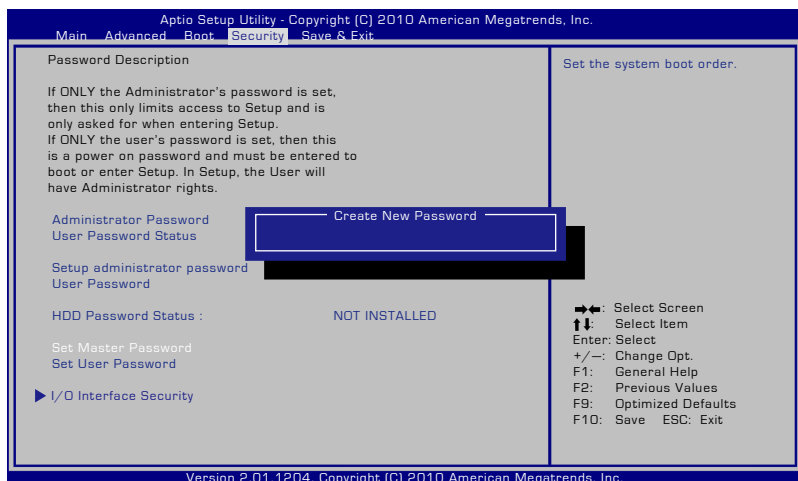 Aptio Setup Utility - Copyright (C) 2010 American Megatrends, Inc.
Main Advanced Boot Security Save & Exit
Password Description
If ONLY the Administrator's password is set,
then this only limits access to Setup and is
only asked for when entering Setup.
If ONLY the user's password is set, then this
is a power on password and must be entered to
boot or enter Setup. In Setup, the User will
have Administrator rights.
Administrator Password
User Password Status
Create New Password
Setup administrator password
User Password
HDD Password Status : NOT INSTALLED
Set Master Password
Set User Password
I/O Interface Security
Set the system boot order.
→←: Select Screen
↑↓: Select Item
Enter: Select
+/—: Change Opt.
F1: General Help
F2: Previous Values
F9: Optimized Defaults
F10: Save ESC: Exit
Version 2.01.1204. Copyright (C) 2010 American Megatrends, Inc.